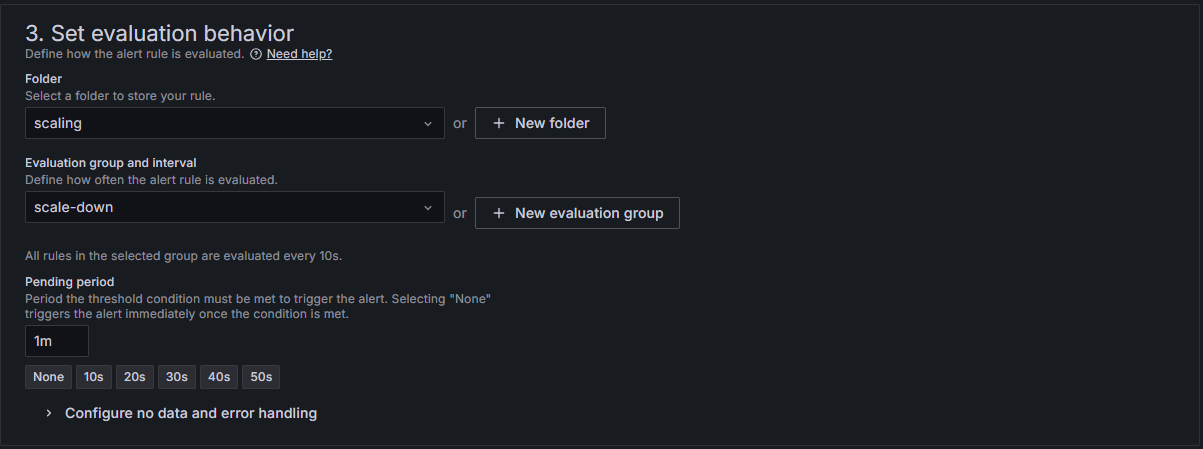 3. Set evaluation behavior
Define how the alert rule is evaluated. Need help?
Folder
Select a folder to store your rule.
scaling or + New folder
Evaluation group and interval
Define how often the alert rule is evaluated.
scale-down or + New evaluation group
All rules in the selected group are evaluated every 10s.
Pending period
Period the threshold condition must be met to trigger the alert. Selecting "None"
triggers the alert immediately once the condition is met.
1m
None 10s 20s 30s 40s 50s
Configure no data and error handling